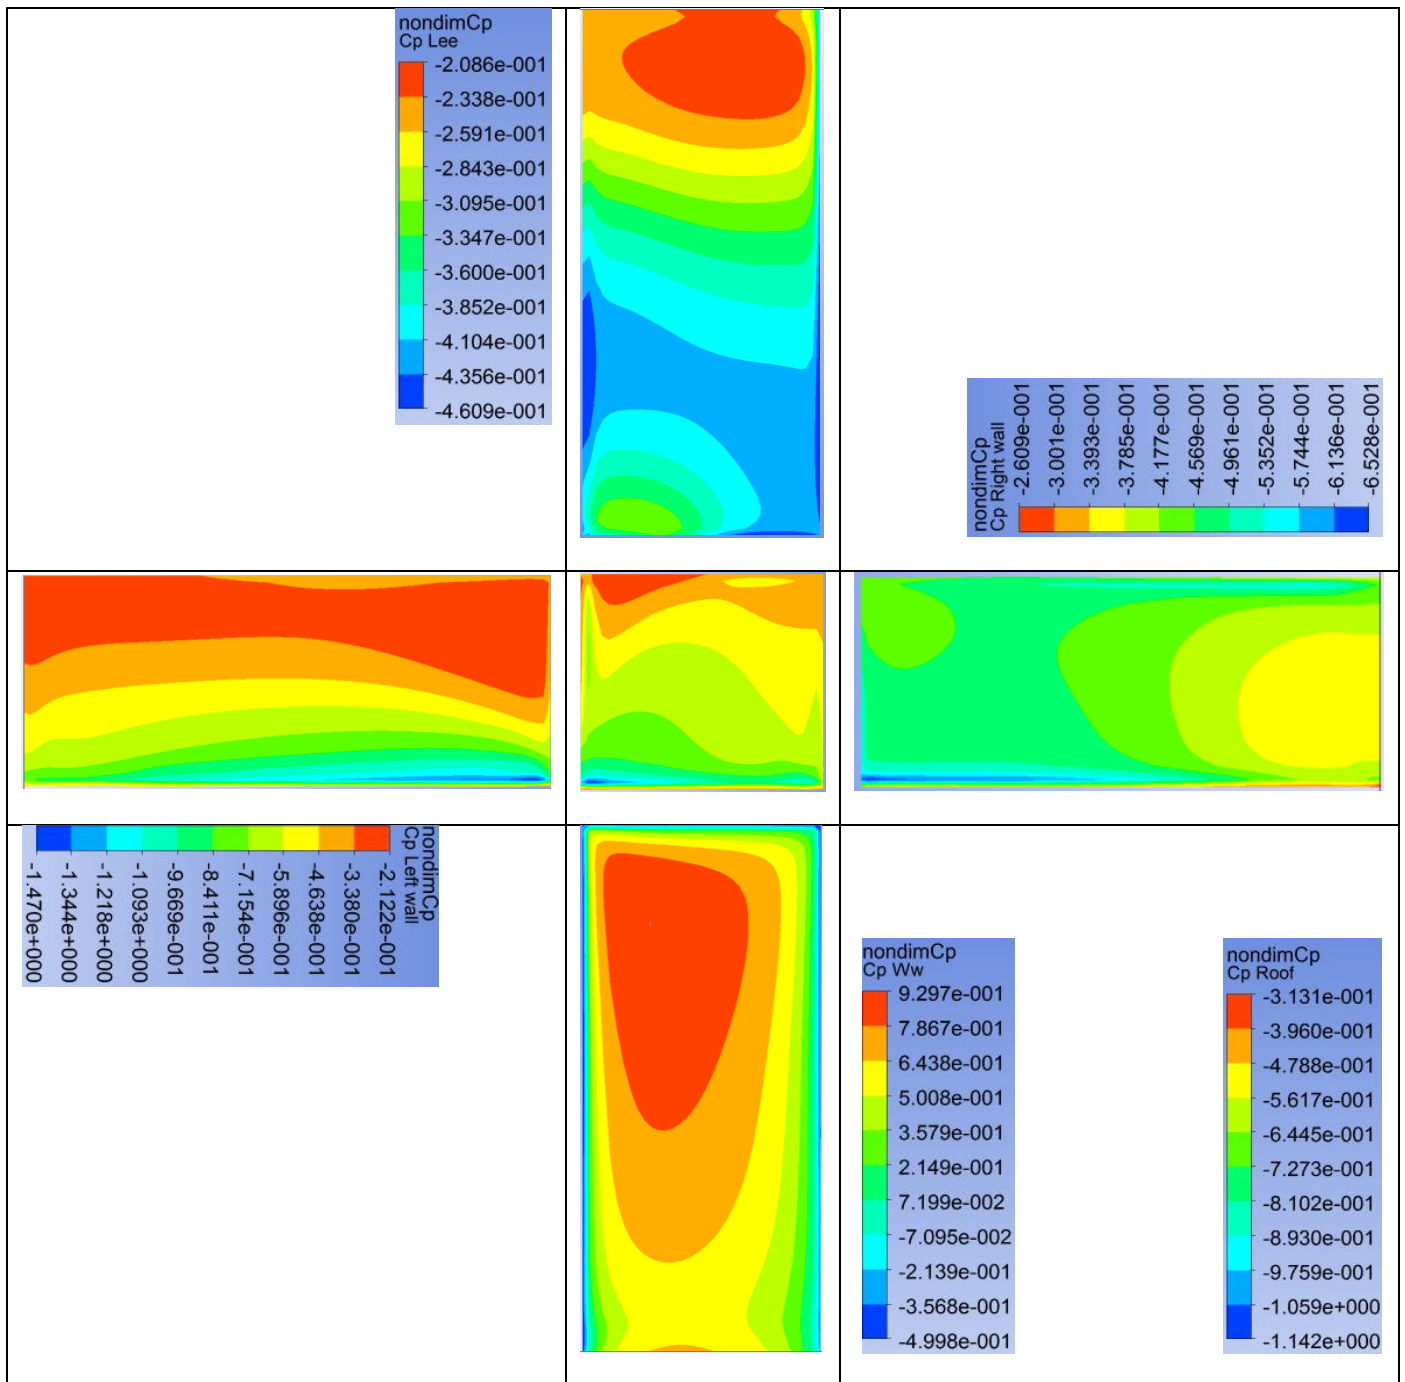 nondimCp
Cp Lee
-2.086e-001
-2.338e-001
-2.591e-001
-2.843e-001
-3.095e-001
-3.347e-001
-3.600e-001
-3.852e-001
-4.104e-001
-4.356e-001
-4.609e-001
nondimCp
Cp Right wall
-2.609e-001
-3.001e-001
-3.393e-001
-3.785e-001
-4.177e-001
-4.569e-001
-4.961e-001
-5.352e-001
-5.744e-001
-6.136e-001
-6.528e-001
nondimCp
Cp Left wall
-2.122e-001
-3.380e-001
-4.638e-001
-5.896e-001
-7.154e-001
-8.411e-001
-9.669e-001
-1.093e+000
-1.218e+000
-1.344e+000
-1.470e+000
nondimCp
Cp Ww
9.297e-001
7.867e-001
6.438e-001
5.008e-001
3.579e-001
2.149e-001
7.199e-002
-7.095e-002
-2.139e-001
-3.568e-001
-4.998e-001
nondimCp
Cp Roof
-3.131e-001
-3.960e-001
-4.788e-001
-5.617e-001
-6.445e-001
-7.273e-001
-8.102e-001
-8.930e-001
-9.759e-001
-1.059e+000
-1.142e+000